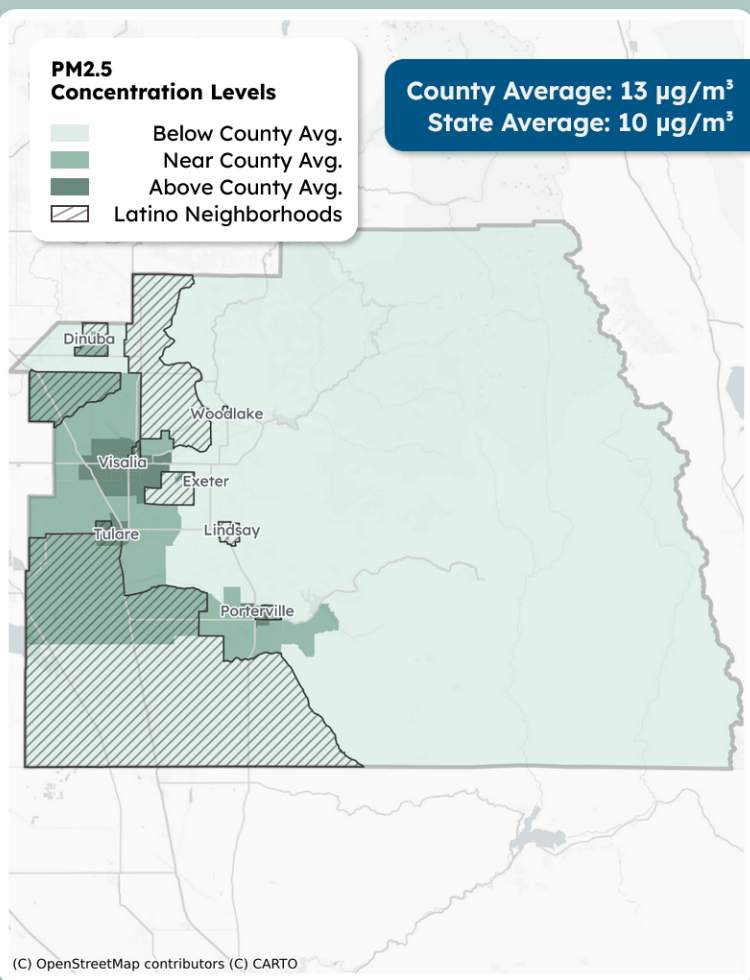 PM2.5
Concentration Levels
Below County Avg.
Near County Avg.
Above County Avg.
Latino Neighborhoods
County Average: 13 µg/m³
State Average: 10 µg/m³
Dinuba
Woodlake
Visalia
Exeter
Tulare
Lindsay
Porterville
(C) OpenStreetMap contributors (C) CARTO